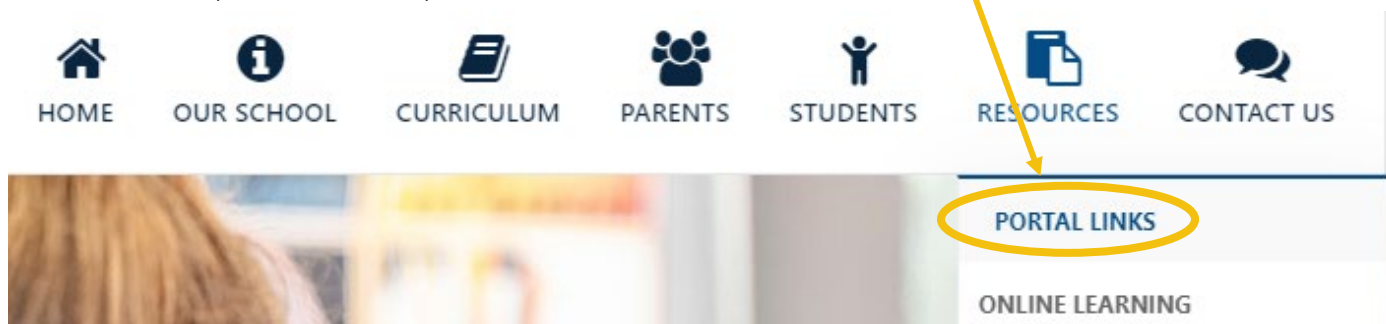 HOME OUR SCHOOL CURRICULUM PARENTS STUDENTS RESOURCES CONTACT US
PORTAL LINKS
ONLINE LEARNING